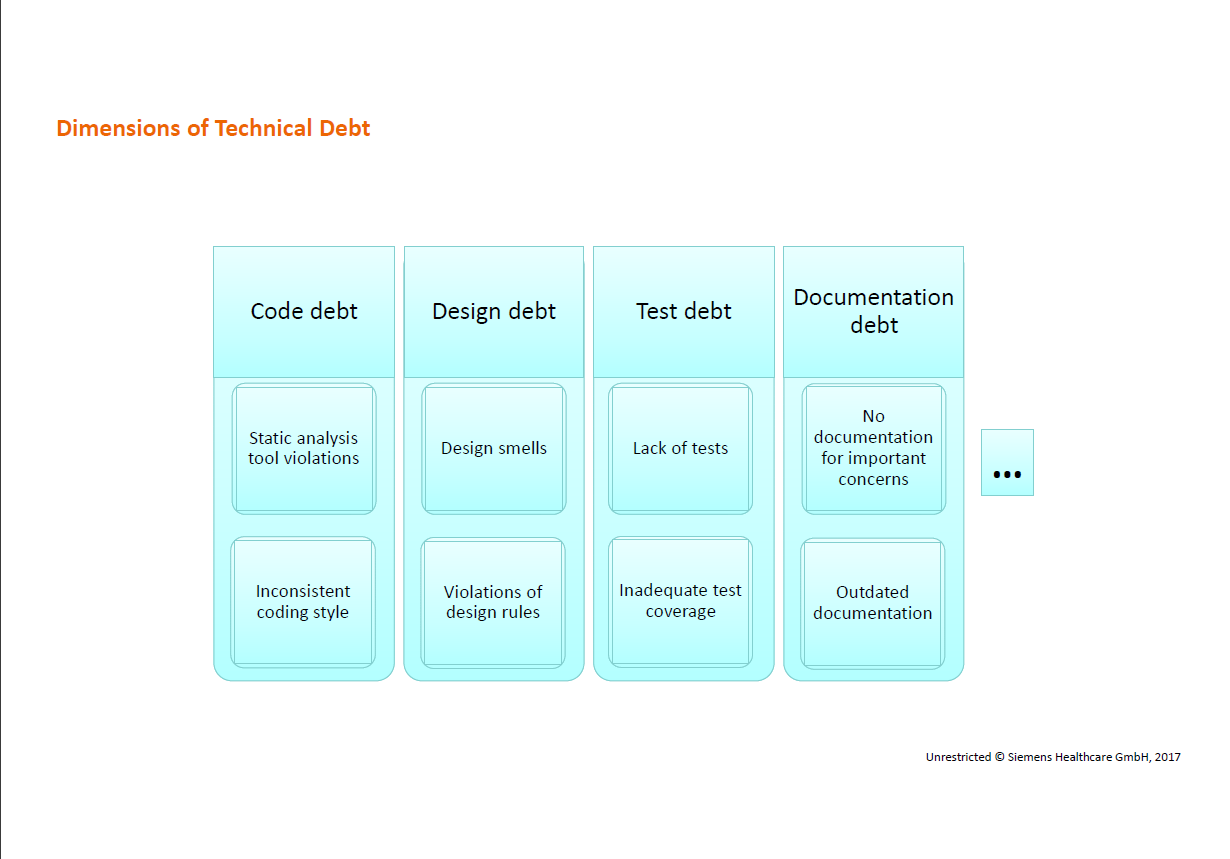 Dimensions of Technical Debt
Code debt
Static analysis
tool violations
Inconsistent
coding style
Design debt
Design smells
Violations of
design rules
Test debt
Lack of tests
Inadequate test
coverage
Documentation
debt
No
documentation
for important
concerns
Outdated
documentation
...
Unrestricted © Siemens Healthcare GmbH, 2017